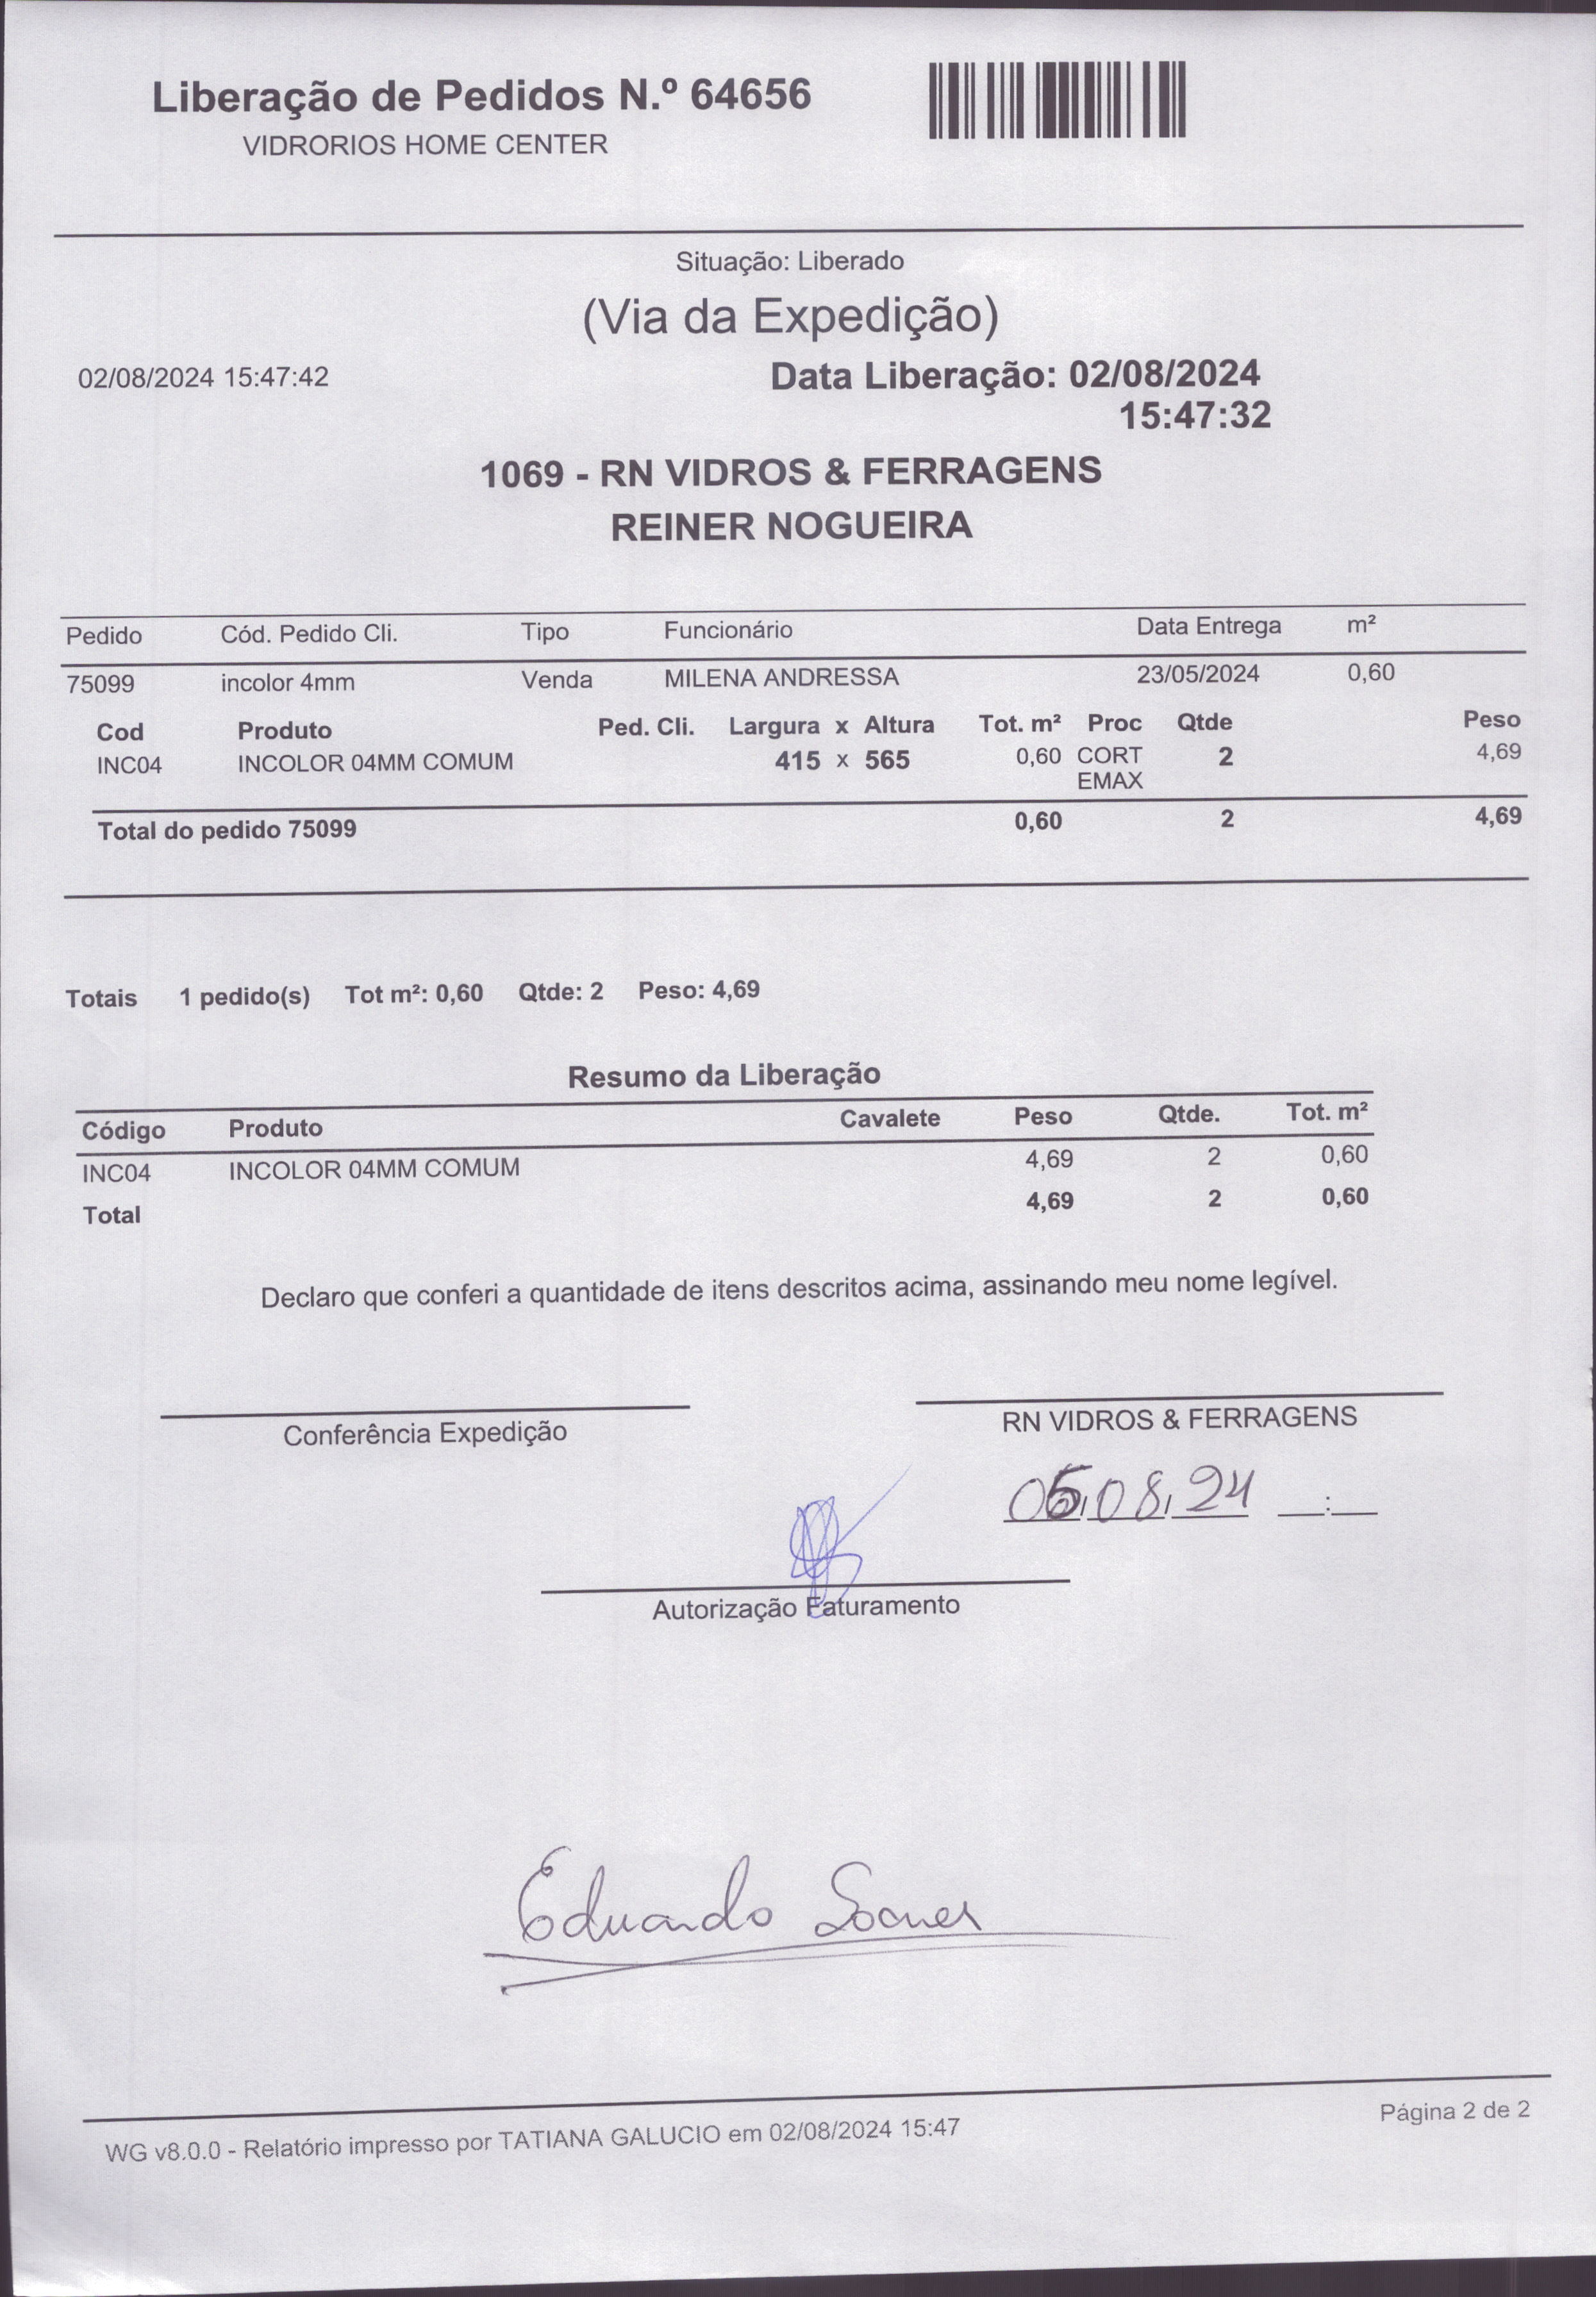 Liberação de Pedidos N.º 64656
VIDRORIOS HOME CENTER
Situação: Liberado
(Via da Expedição)
02/08/2024 15:47:42
Data Liberação: 02/08/2024
15:47:32
1069 - RN VIDROS & FERRAGENS
REINER NOGUEIRA
Pedido Cód. Pedido Cli. Tipo Funcionário Data Entrega m²
75099 incolor 4mm Venda MILENA ANDRESSA 23/05/2024 0,60
Cod Produto Ped. Cli. Largura x Altura Tot. m² Proc Qtde Peso
INC04 INCOLOR 04MM COMUM 415 x 565 0,60 CORT 2 4,69
EMAX
Total do pedido 75099 0,60 2 4,69
Totais 1 pedido(s) Tot m²: 0,60 Qtde: 2 Peso: 4,69
Resumo da Liberação
Código Produto Cavalete Peso Qtde. Tot. m²
INC04 INCOLOR 04MM COMUM 4,69 2 0,60
Total 4,69 2 0,60
Declaro que conferi a quantidade de itens descritos acima, assinando meu nome legível.
Conferência Expedição
RN VIDROS & FERRAGENS
05/08/24 __:__
Autorização Faturamento
Eduardo Soares
WG v8.0.0 - Relatório impresso por TATIANA GALUCIO em 02/08/2024 15:47
Página 2 de 2